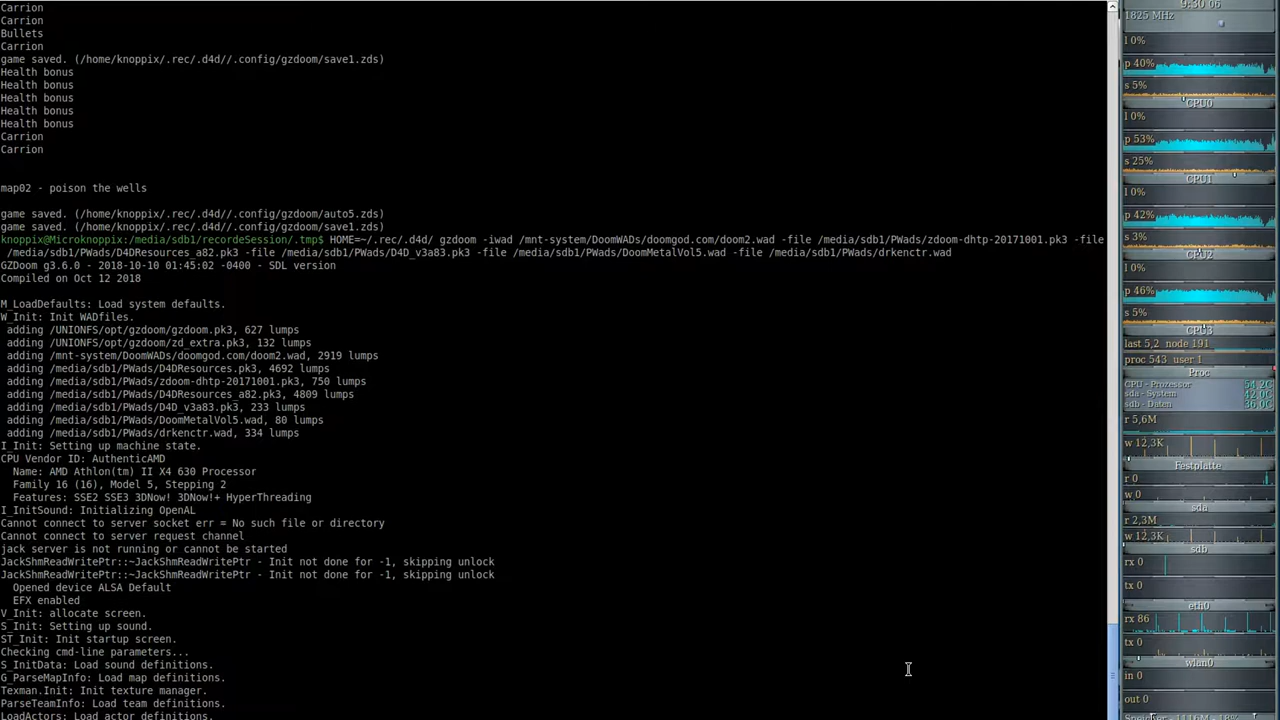 Carrion
Carrion
Bullets
Carrion
game saved. (/home/knoppix/.rec/.d4d//.config/gzdoom/save1.zds)
Health bonus
Health bonus
Health bonus
Health bonus
Health bonus
Carrion
Carrion
map02 - poison the wells
game saved. (/home/knoppix/.rec/.d4d//.config/gzdoom/auto5.zds)
game saved. (/home/knoppix/.rec/.d4d//.config/gzdoom/save1.zds)
knoppix@Microknoppix:/media/sdb1/recordeSession/.tmp$ HOME=~/.rec/.d4d/ gzdoom -iwad /mnt-system/DoomWADs/doomgod.com/doom2.wad -file /media/sdb1/PWads/zdoom-dhtp-20171001.pk3 -file
/media/sdb1/PWads/D4DResources_a82.pk3 -file /media/sdb1/PWads/D4D_v3a83.pk3 -file /media/sdb1/PWads/DoomMetalVol5.wad -file /media/sdb1/PWads/drkenctr.wad
GZDoom g3.6.0 - 2018-10-10 01:45:02 -0400 - SDL version
Compiled on Oct 12 2018
M_LoadDefaults: Load system defaults.
W_Init: Init WADfiles.
adding /UNIONFS/opt/gzdoom/gzdoom.pk3, 627 lumps
adding /UNIONFS/opt/gzdoom/zd_extra.pk3, 132 lumps
adding /mnt-system/DoomWADs/doomgod.com/doom2.wad, 2919 lumps
adding /media/sdb1/PWads/D4DResources.pk3, 4692 lumps
adding /media/sdb1/PWads/zdoom-dhtp-20171001.pk3, 750 lumps
adding /media/sdb1/PWads/D4DResources_a82.pk3, 4809 lumps
adding /media/sdb1/PWads/D4D_v3a83.pk3, 233 lumps
adding /media/sdb1/PWads/DoomMetalVol5.wad, 80 lumps
adding /media/sdb1/PWads/drkenctr.wad, 334 lumps
I_Init: Setting up machine state.
CPU Vendor ID: AuthenticAMD
Name: AMD Athlon(tm) II X4 630 Processor
Family 16 (16), Model 5, Stepping 2
Features: SSE2 SSE3 3DNow! 3DNow!+ HyperThreading
I_InitSound: Initializing OpenAL
Cannot connect to server socket err = No such file or directory
Cannot connect to server request channel
jack server is not running or cannot be started
JackShmReadWritePtr::~JackShmReadWritePtr - Init not done for -1, skipping unlock
JackShmReadWritePtr::~JackShmReadWritePtr - Init not done for -1, skipping unlock
Opened device ALSA Default
EFX enabled
V_Init: allocate screen.
S_Init: Setting up sound.
ST_Init: Init startup screen.
Checking cmd-line parameters...
S_InitData: Load sound definitions.
G_ParseMapInfo: Load map definitions.
Texman.Init: Init texture manager.
ParseTeamInfo: Load team definitions.
LoadActors: Load actor definitions.
9:30 06
1825 MHz
l 0%
p 40%
s 5%
CPU0
l 0%
p 53%
s 25%
CPU1
l 0%
p 42%
s 3%
CPU2
l 0%
p 46%
s 5%
CPU3
last 5,2 node 191
proc 543 user 1
Proc
CPU - Prozessor 54,2C
sda - System 42,0C
sdb - Daten 36,0C
r 5,6M
w 12,3K
Festplatte
r 0
w 0
sda
r 2,3M
w 12,3K
sdb
rx 0
tx 0
eth0
rx 86
tx 0
wlan0
in 0
out 0